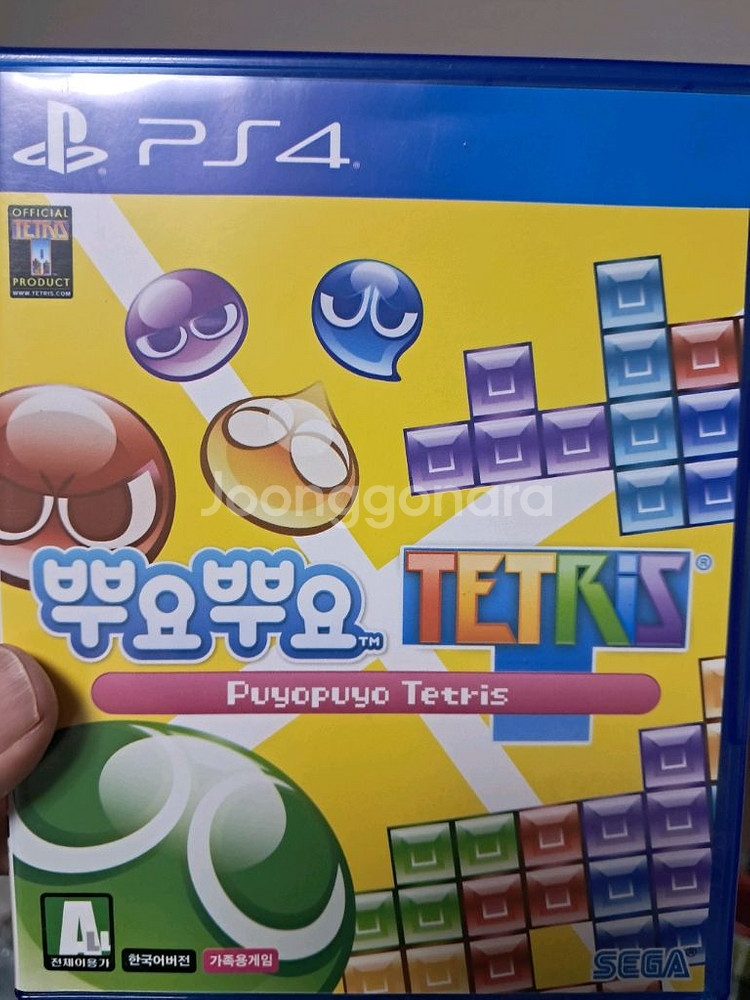 PS4
OFFICIAL
TETRIS
PRODUCT
WWW.TETRIS.COM
Joonggonara
뿌요뿌요™ TETRIS®
Puyopuyo Tetris
ALL
전체이용가
한국어버전
가족용게임
SEGA®